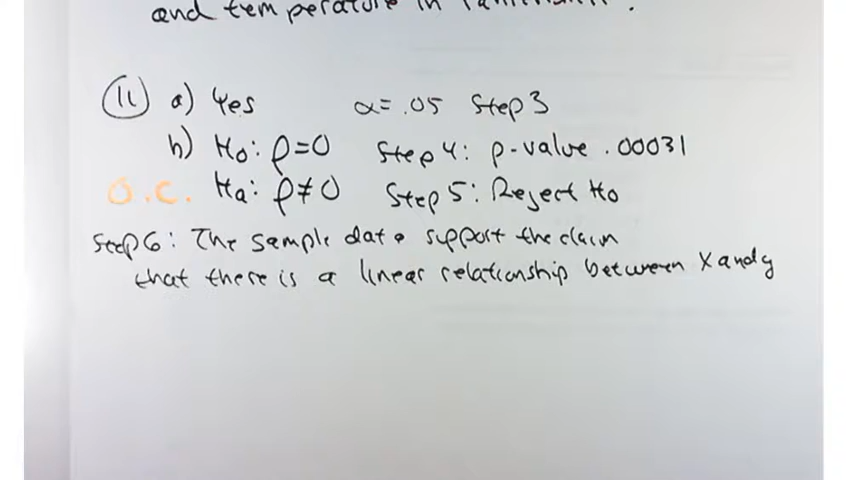 and temperature in
11 a) Yes α = .05 Step 3
b) Ho: ρ=0 Step 4: p-value .00031
O.C. Ha: ρ≠0 Step 5: Reject Ho
Step 6: The sample data support the claim
that there is a linear relationship between x and y